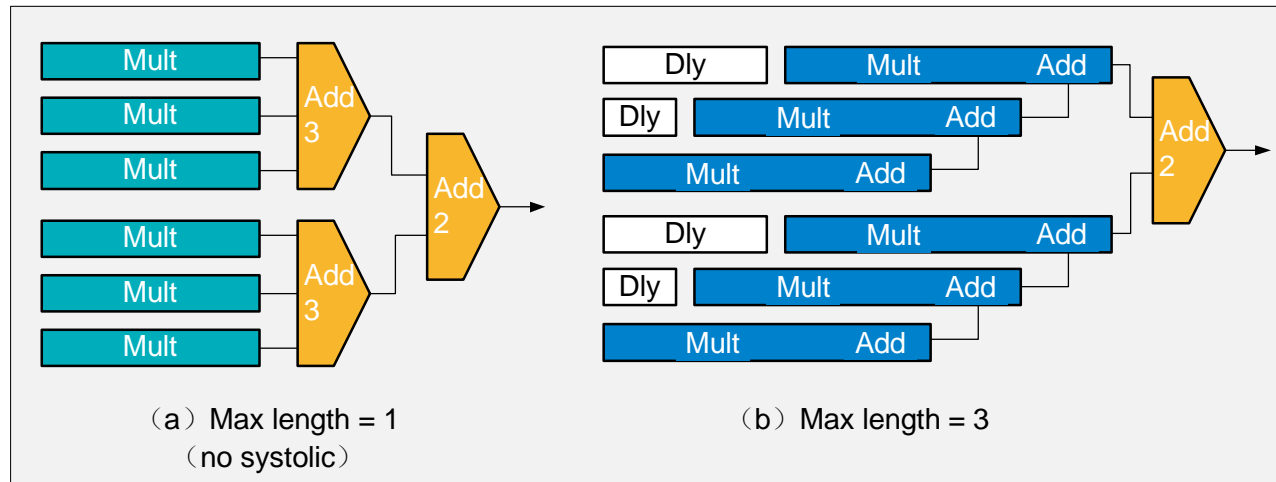 Mult
Mult
Mult
Add
3
Mult
Mult
Mult
Add
3
Add
2
（a）Max length = 1
（no systolic）
Dly Mult Add
Dly Mult Add
Mult Add
Dly Mult Add
Dly Mult Add
Mult Add
Add
2
（b）Max length = 3